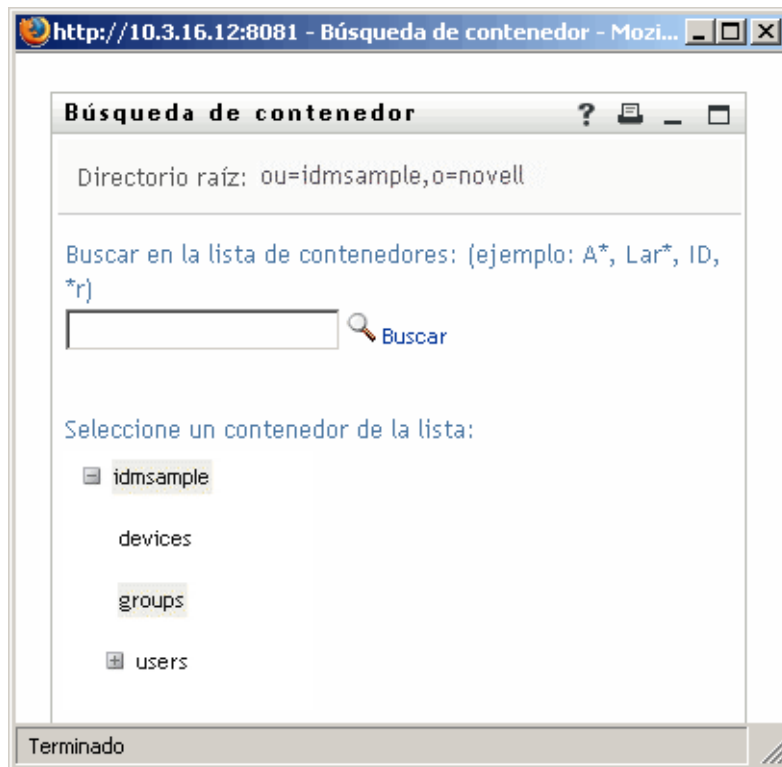 http://10.3.16.12:8081 - Búsqueda de contenedor - Mozi...
Búsqueda de contenedor ?
Directorio raíz: ou=idmsample,o=novell
Buscar en la lista de contenedores: (ejemplo: A*, Lar*, ID,
*r)
Buscar
Seleccione un contenedor de la lista:
idmsample
devices
groups
users
Terminado